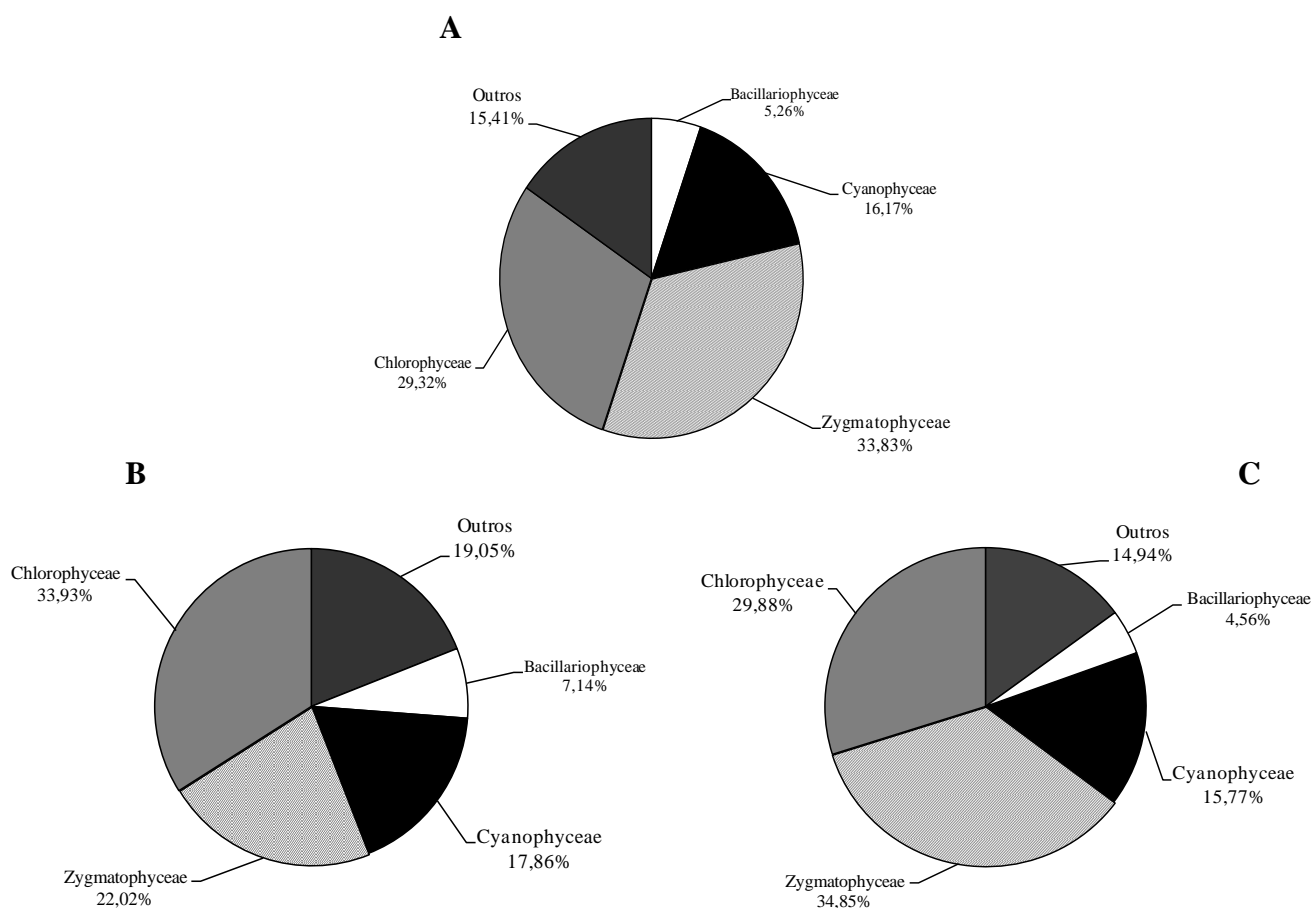 A
Outros
15,41%
Bacillariophyceae
5,26%
Cyanophyceae
16,17%
Chlorophyceae
29,32%
Zygmatophyceae
33,83%
B
Outros
19,05%
Chlorophyceae
33,93%
Bacillariophyceae
7,14%
Cyanophyceae
17,86%
Zygmatophyceae
22,02%
C
Outros
14,94%
Chlorophyceae
29,88%
Bacillariophyceae
4,56%
Cyanophyceae
15,77%
Zygmatophyceae
34,85%